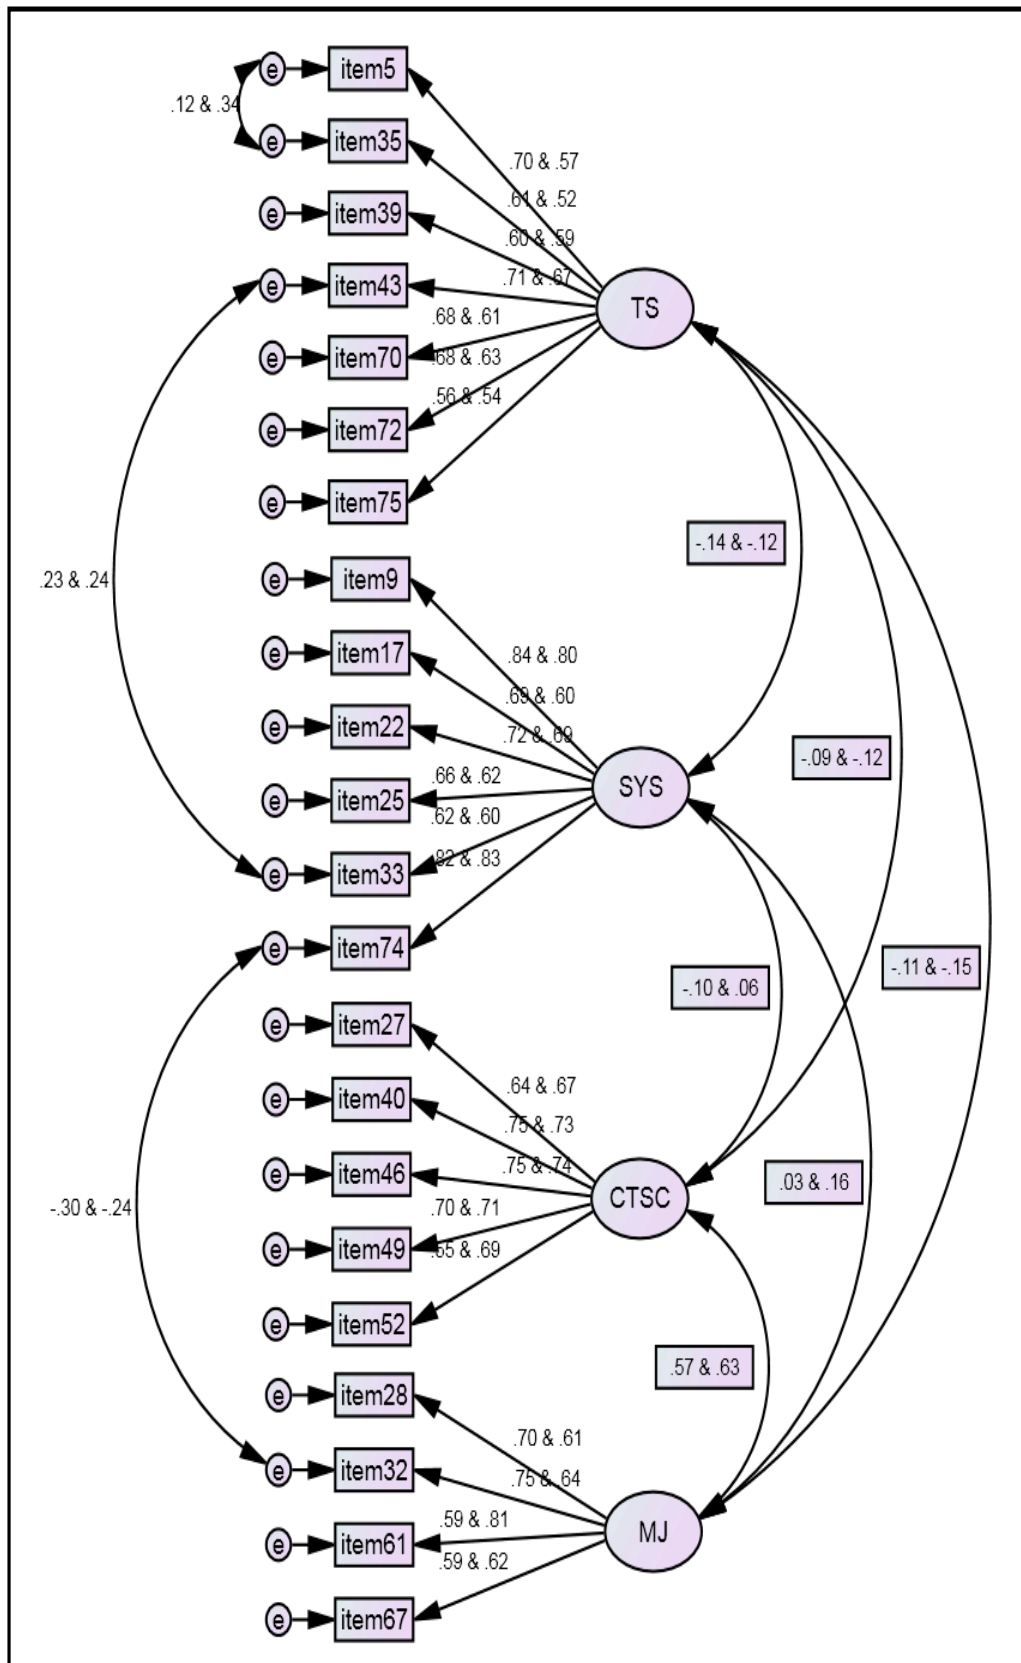 e
item5
.12 & .34
e
item35
.70 & .57
.61 & .52
e
item39
.60 & .59
.71 & .67
e
item43
TS
.68 & .61
e
item70
.68 & .63
.56 & .54
e
item72
e
item75
-.14 & -.12
.23 & .24
e
item9
.84 & .80
e
item17
.69 & .60
e
item22
.72 & .69
-.09 & -.12
.66 & .62
SYS
e
item25
.62 & .60
.82 & .83
e
item33
e
item74
-.11 & -.15
-.10 & .06
e
item27
.64 & .67
e
item40
.75 & .73
.75 & .74
e
item46
.03 & .16
CTSC
-.30 & -.24
.70 & .71
e
item49
.55 & .69
e
item52
.57 & .63
e
item28
.70 & .61
e
item32
.75 & .64
.59 & .81
MJ
e
item61
.59 & .62
e
item67